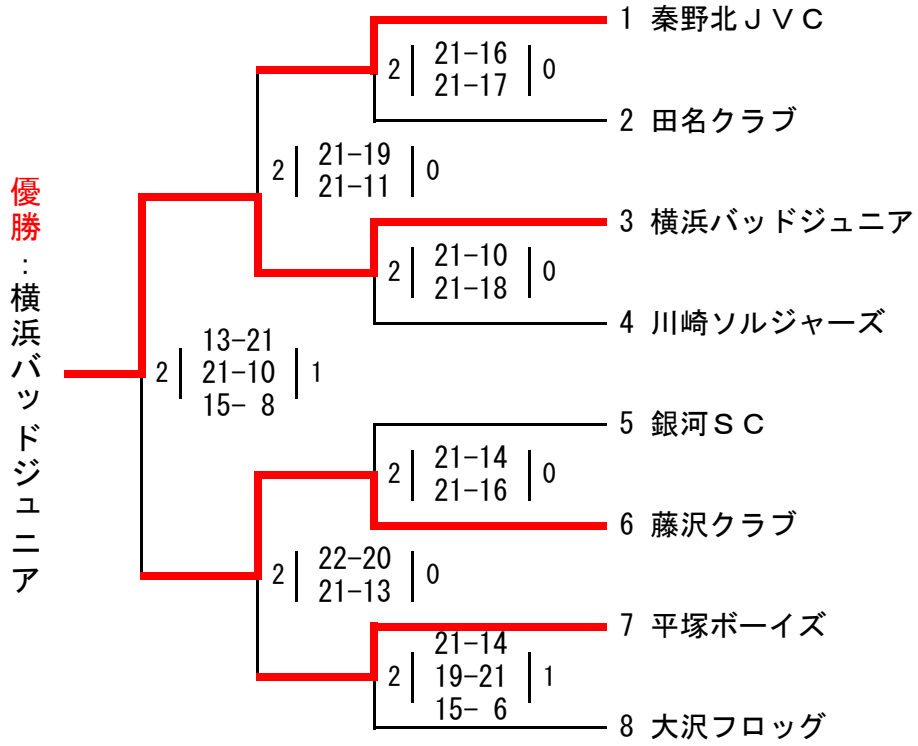 1 秦野北ＪＶＣ
2 | 21−16 | 0
21−17
2 田名クラブ
2 | 21−19 | 0
21−11
3 横浜バッドジュニア
2 | 21−10 | 0
21−18
4 川崎ソルジャーズ
優勝：横浜バッドジュニア
13−21
2 | 21−10 | 1
15− 8
5 銀河ＳＣ
2 | 21−14 | 0
21−16
6 藤沢クラブ
2 | 22−20 | 0
21−13
7 平塚ボーイズ
21−14
2 | 19−21 | 1
15− 6
8 大沢フロッグ